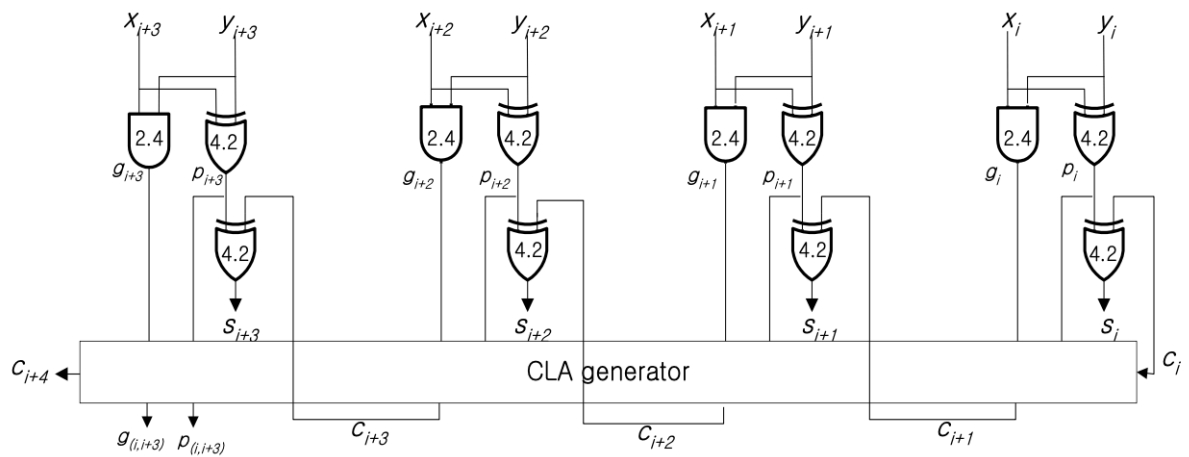 x_{i+3} y_{i+3} x_{i+2} y_{i+2} x_{i+1} y_{i+1} x_i y_i
2.4 4.2 2.4 4.2 2.4 4.2 2.4 4.2
g_{i+3} p_{i+3} g_{i+2} p_{i+2} g_{i+1} p_{i+1} g_i p_i
4.2 4.2 4.2 4.2
s_{i+3} s_{i+2} s_{i+1} s_i
c_{i+4} CLA generator c_i
g_{(i,i+3)} p_{(i,i+3)} c_{i+3} c_{i+2} c_{i+1}